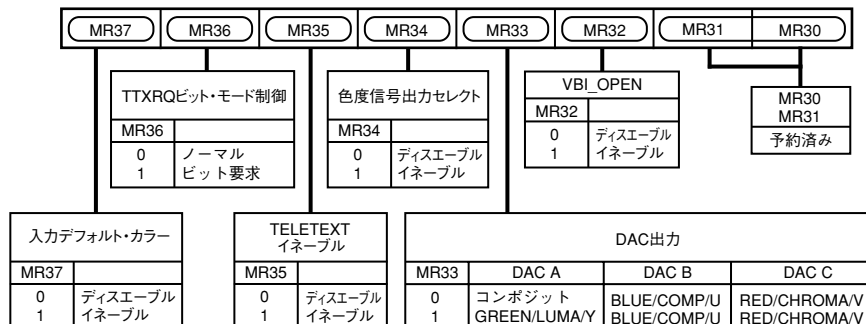 MR37 MR36 MR35 MR34 MR33 MR32 MR31 MR30
TTXRQビット・モード制御
MR36
0 ノーマル
1 ビット要求
色度信号出力セレクト
MR34
0 ディスエーブル
1 イネーブル
VBI_OPEN
MR32
0 ディスエーブル
1 イネーブル
MR30
MR31
予約済み
入力デフォルト・カラー
MR37
0 ディスエーブル
1 イネーブル
TELETEXT
イネーブル
MR35
0 ディスエーブル
1 イネーブル
DAC出力
MR33 DAC A DAC B DAC C
0 コンポジット BLUE/COMP/U RED/CHROMA/V
1 GREEN/LUMA/Y BLUE/COMP/U RED/CHROMA/V